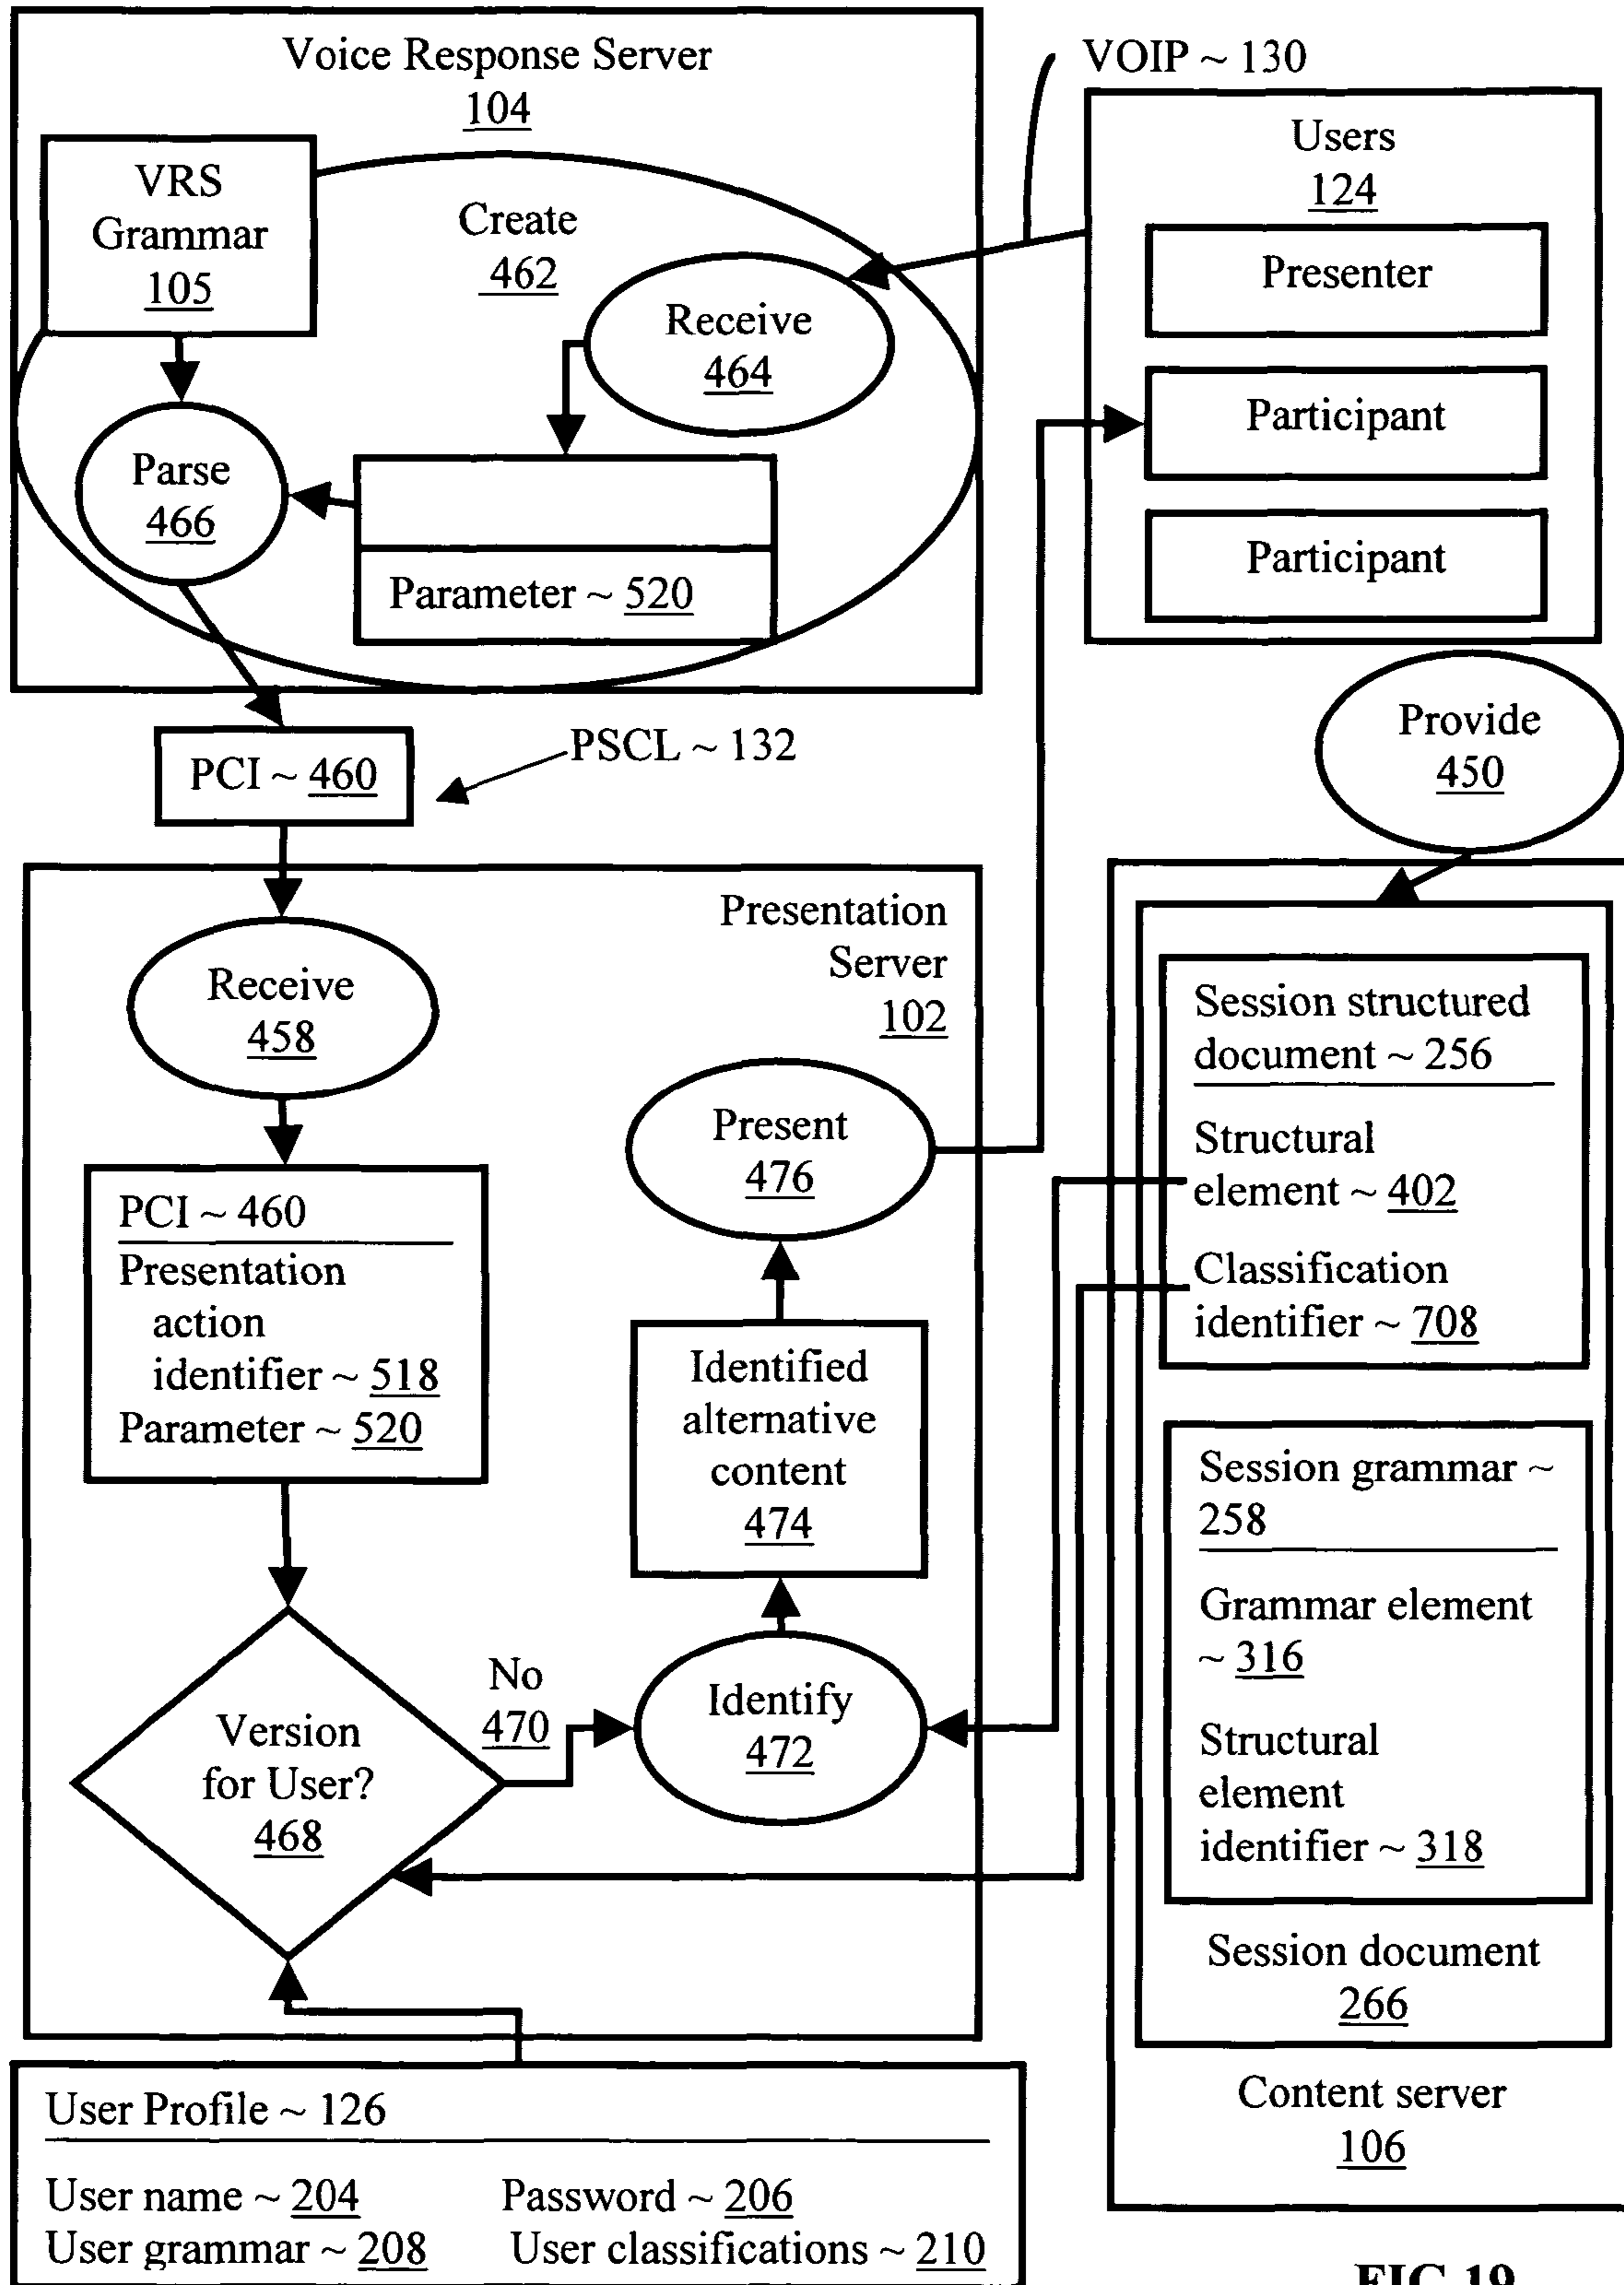 Voice Response Server
104
VRS
Grammar
105
Create
462
Receive
464
Parse
466
Parameter ~ 520
VOIP ~ 130
Users
124
Presenter
Participant
Participant
PCI ~ 460
PSCL ~ 132
Provide
450
Presentation
Server
102
Receive
458
PCI ~ 460
Presentation
action
identifier ~ 518
Parameter ~ 520
Version
for User?
468
No
470
Identify
472
Identified
alternative
content
474
Present
476
Session structured
document ~ 256
Structural
element ~ 402
Classification
identifier ~ 708
Session grammar ~
258
Grammar element
~ 316
Structural
element
identifier ~ 318
Session document
266
Content server
106
User Profile ~ 126
User name ~ 204 Password ~ 206
User grammar ~ 208 User classifications ~ 210
FIG 19